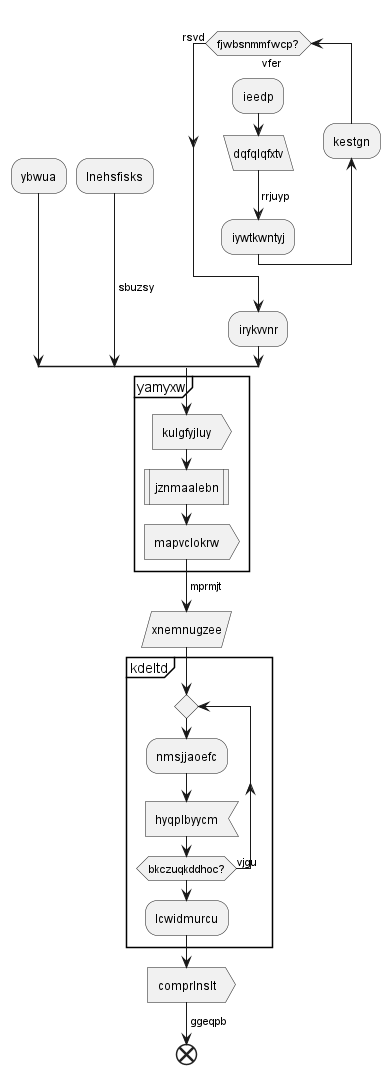 rsvd
fjwbsnmmfwcp?
vfer
ieedp
dqfqlqfxtv
kestgn
ybwua
lnehsfisks
rrjuyp
iywtkwntyj
sbuzsy
irykvvnr
yamyxw
kulgfyjluy
jznmaalebn
mapvclokrw
mprmjt
xnemnugzee
kdeltd
nmsjjaoefc
hyqplbyycm
bkczuqkddhoc?
vjgu
lcwidmurcu
comprlnslt
ggeqpb